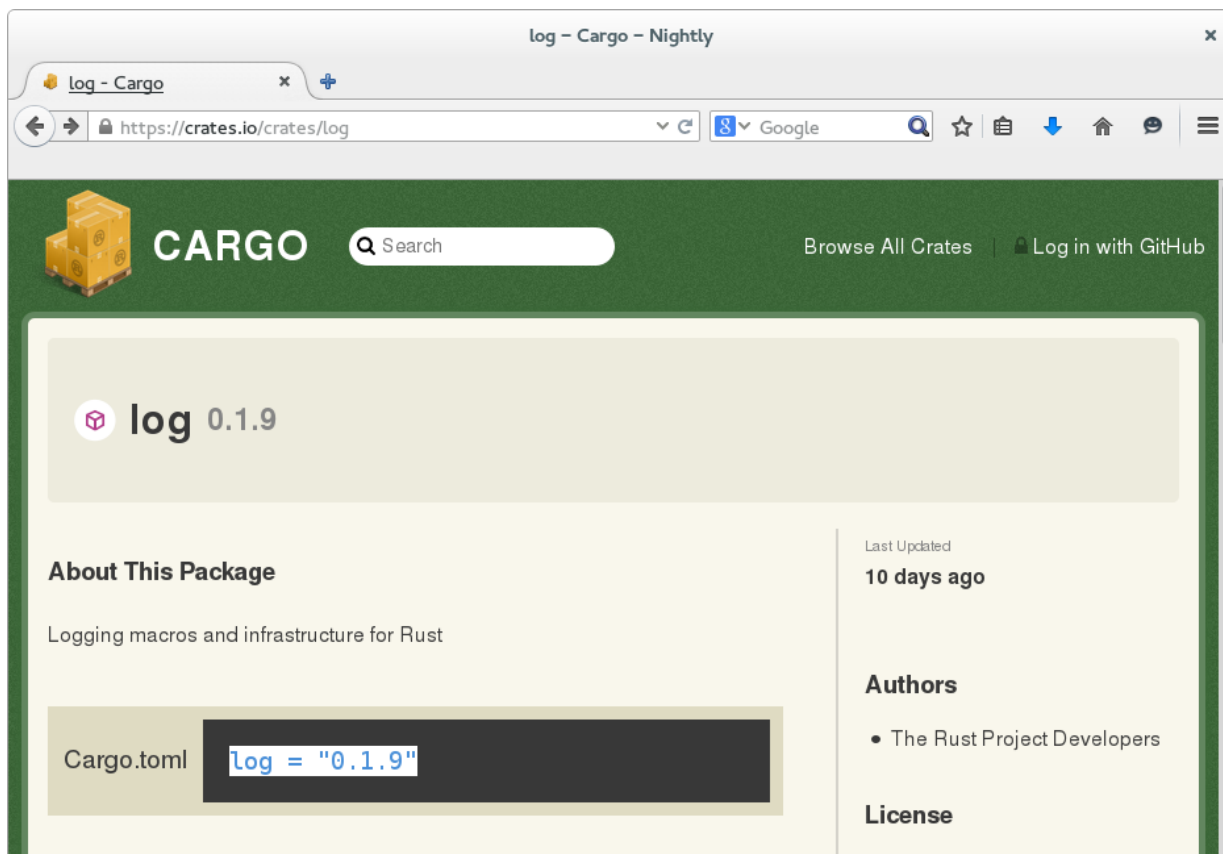 log – Cargo – Nightly
log - Cargo
https://crates.io/crates/log
8
Google
CARGO
Search
Browse All Crates
Log in with GitHub
log 0.1.9
About This Package
Logging macros and infrastructure for Rust
Cargo.toml
log = "0.1.9"
Last Updated
10 days ago
Authors
The Rust Project Developers
License